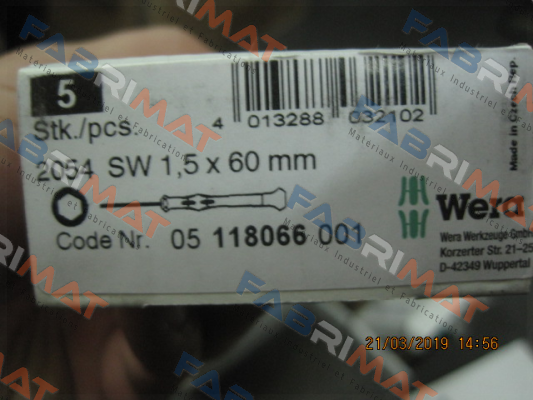 5
Stk./pcs.
4 013288 032102
2054 SW 1,5 x 60 mm
Code Nr. 05 118066 001
Wera
Wera Werkzeuge GmbH
Korzerter Str. 21-25
D-42349 Wuppertal
Made in Czech Rep.
21/03/2019 14:56
FABRIMAT
Materiaux Industriel et Fabrication